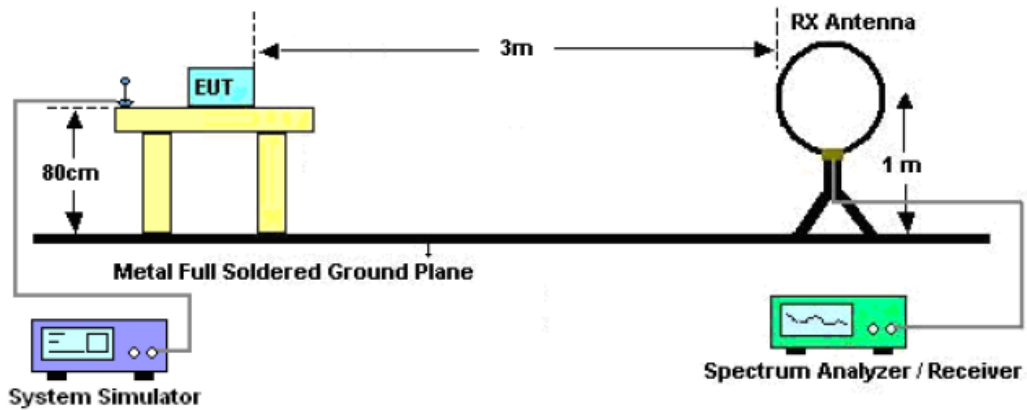 RX Antenna
3m
EUT
80cm
1 m
Metal Full Soldered Ground Plane
System Simulator
Spectrum Analyzer / Receiver